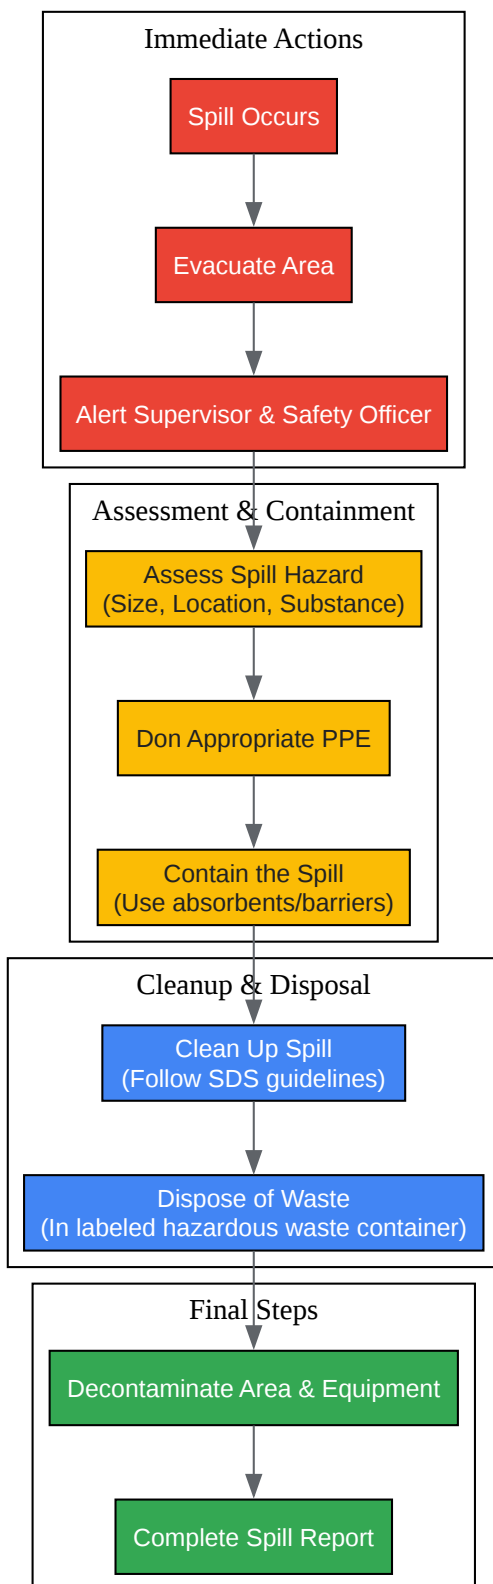 Immediate Actions
Spill Occurs
Evacuate Area
Alert Supervisor & Safety Officer
Assessment & Containment
Assess Spill Hazard
(Size, Location, Substance)
Don Appropriate PPE
Contain the Spill
(Use absorbents/barriers)
Cleanup & Disposal
Clean Up Spill
(Follow SDS guidelines)
Dispose of Waste
(In labeled hazardous waste container)
Final Steps
Decontaminate Area & Equipment
Complete Spill Report